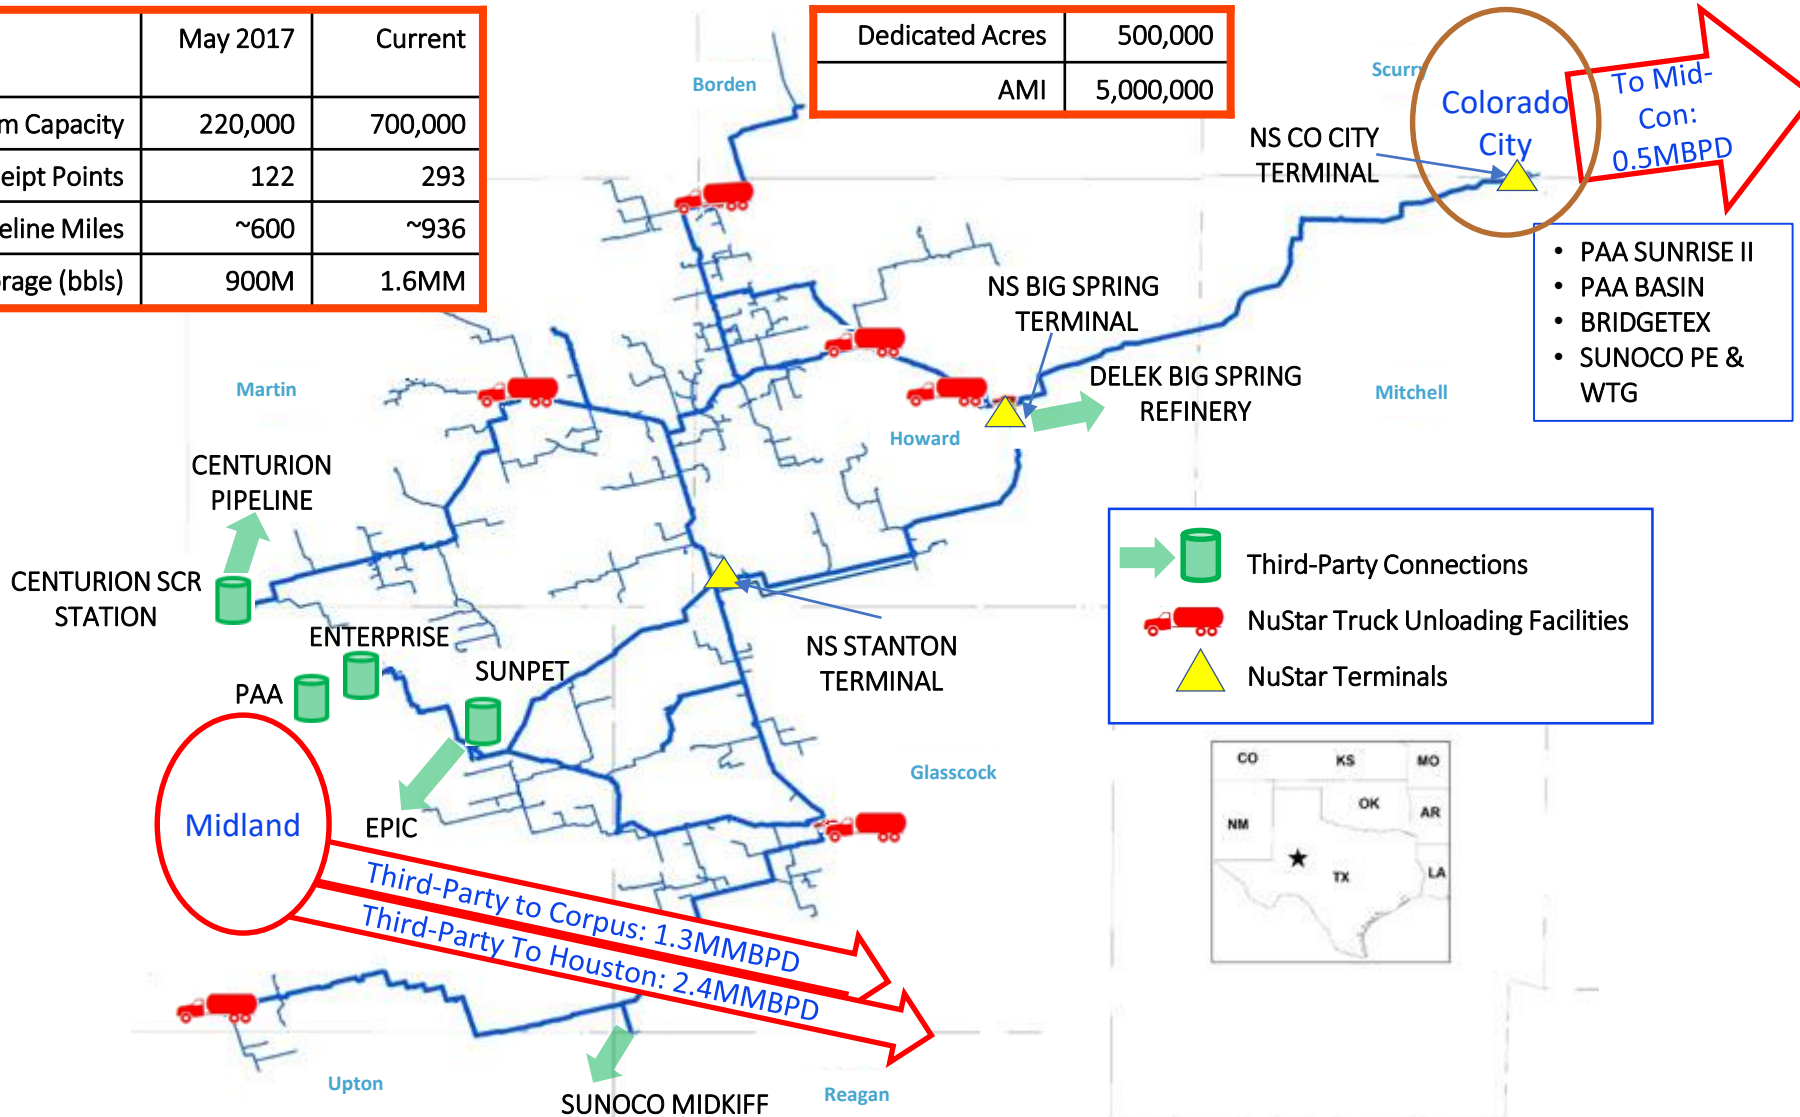 May 2017 Current
m Capacity 220,000 700,000
eipt Points 122 293
eline Miles ~600 ~936
rage (bbls) 900M 1.6MM
Dedicated Acres 500,000
AMI 5,000,000
Borden
Scurry
Colorado
City
To Mid-
Con:
0.5MBPD
NS CO CITY
TERMINAL
• PAA SUNRISE II
• PAA BASIN
• BRIDGETEX
• SUNOCO PE &
WTG
NS BIG SPRING
TERMINAL
DELEK BIG SPRING
REFINERY
Martin
Mitchell
Howard
CENTURION
PIPELINE
CENTURION SCR
STATION
ENTERPRISE
PAA
SUNPET
NS STANTON
TERMINAL
Third-Party Connections
NuStar Truck Unloading Facilities
NuStar Terminals
Glasscock
Midland
EPIC
Third-Party to Corpus: 1.3MMBPD
Third-Party To Houston: 2.4MMBPD
CO KS MO
OK
NM AR
TX LA
Upton
Reagan
SUNOCO MIDKIFF